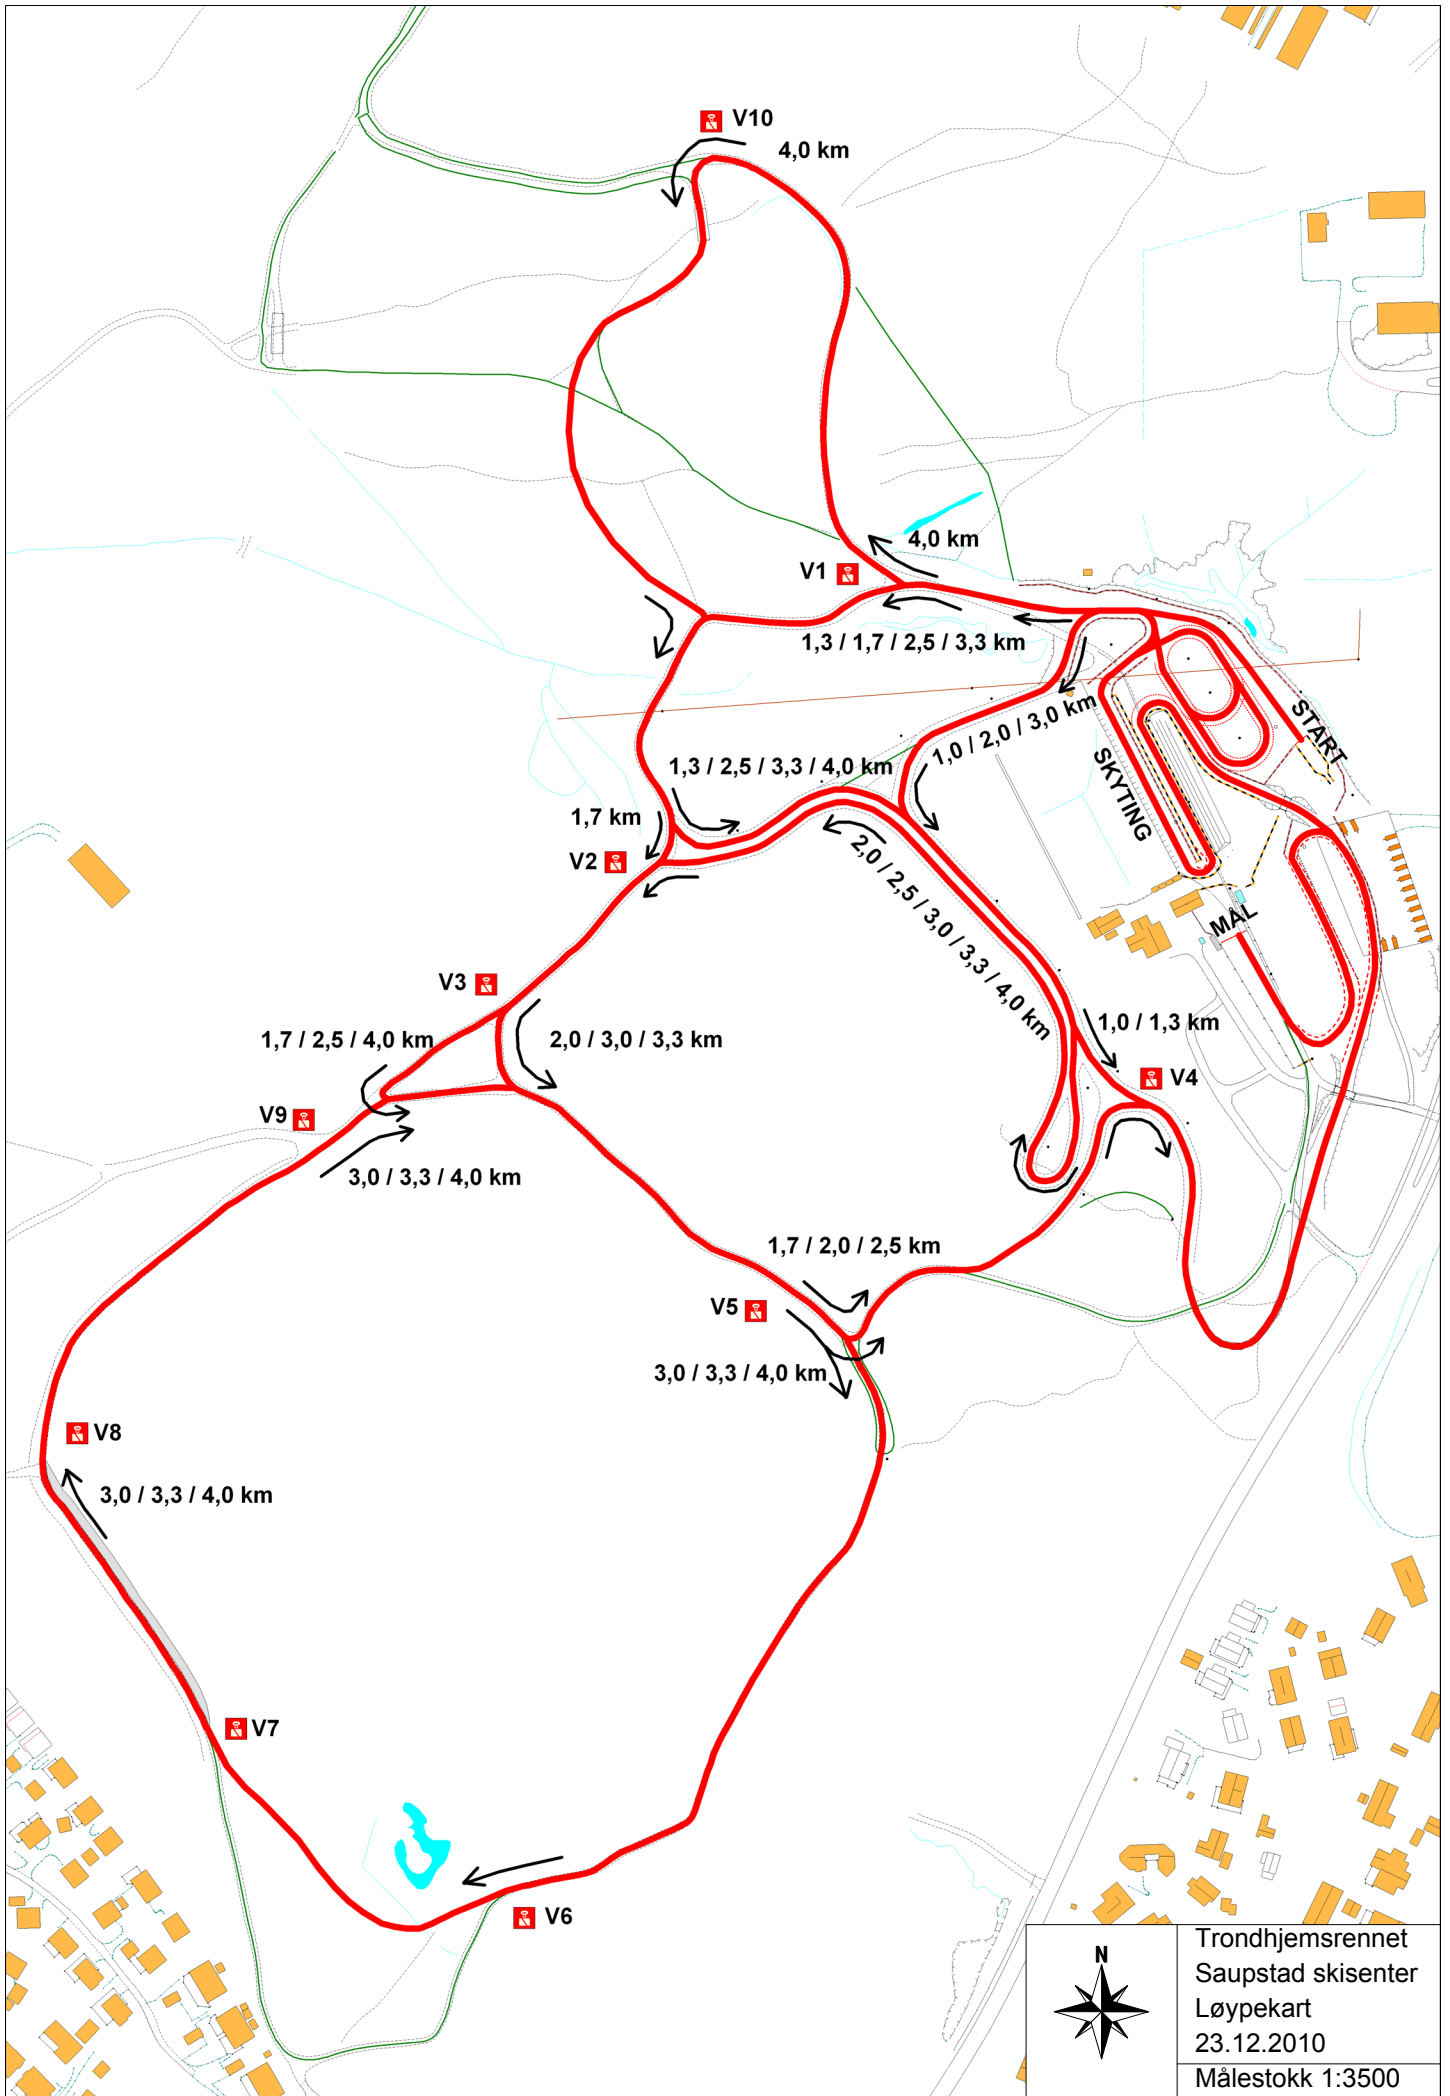 V10
4,0 km
4,0 km
V1
1,3 / 1,7 / 2,5 / 3,3 km
1,0 / 2,0 / 3,0 km
START
SKYTING
1,3 / 2,5 / 3,3 / 4,0 km
1,7 km
V2
2,0 / 2,5 / 3,0 / 3,3 / 4,0 km
MÅL
V3
1,7 / 2,5 / 4,0 km
2,0 / 3,0 / 3,3 km
1,0 / 1,3 km
V4
V9
3,0 / 3,3 / 4,0 km
1,7 / 2,0 / 2,5 km
V5
3,0 / 3,3 / 4,0 km
V8
3,0 / 3,3 / 4,0 km
V7
V6
N
Trondhjemsrennet
Saupstad skisenter
Løypekart
23.12.2010
Målestokk 1:3500